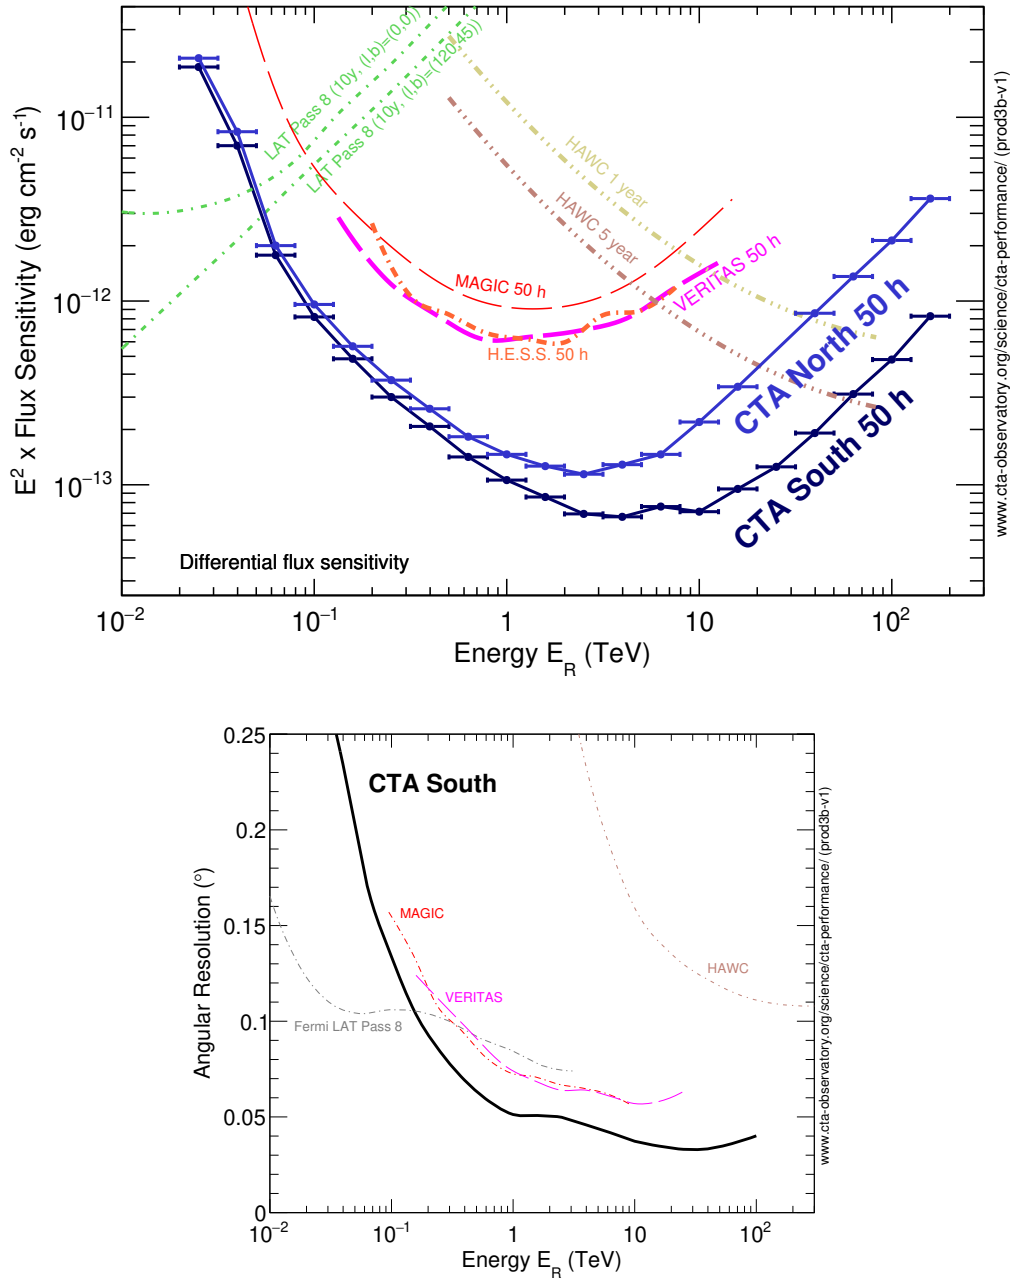 E² x Flux Sensitivity (erg cm⁻² s⁻¹)
10⁻¹¹
10⁻¹²
10⁻¹³
LAT Pass 8 (10y, (l,b)=(0,0))
LAT Pass 8 (10y, (l,b)=(120,45))
HAWC 1 year
HAWC 5 year
MAGIC 50 h
VERITAS 50 h
H.E.S.S. 50 h
CTA North 50 h
CTA South 50 h
Differential flux sensitivity
10⁻²
10⁻¹
1
10
10²
Energy E_R (TeV)
www.cta-observatory.org/science/cta-performance/ (prod3b-v1)
Angular Resolution (°)
0.25
0.2
0.15
0.1
0.05
0
CTA South
MAGIC
VERITAS
HAWC
Fermi LAT Pass 8
10⁻²
10⁻¹
1
10
10²
Energy E_R (TeV)
www.cta-observatory.org/science/cta-performance/ (prod3b-v1)